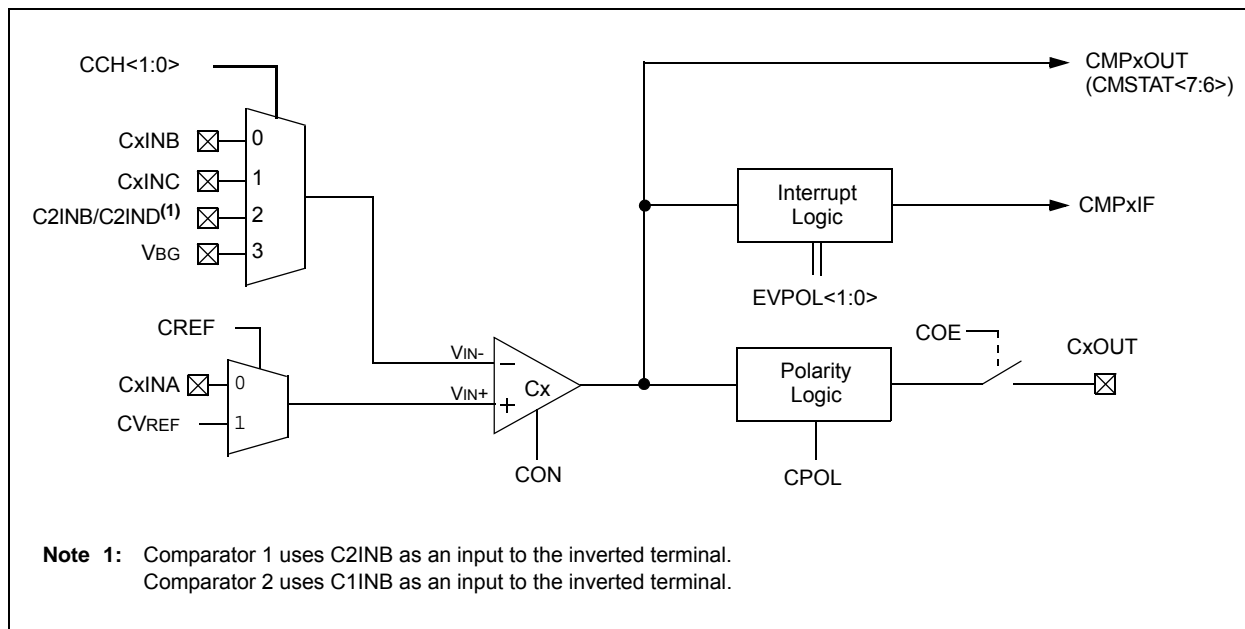 CCH<1:0>
CxINB
0
CxINC
1
C2INB/C2IND(1)
2
VBG
3
CREF
CxINA
0
CVREF
1
VIN-
–
VIN+
+
Cx
CON
CMPxOUT
(CMSTAT<7:6>)
Interrupt
Logic
CMPxIF
EVPOL<1:0>
COE
CxOUT
Polarity
Logic
CPOL
Note 1: Comparator 1 uses C2INB as an input to the inverted terminal.
Comparator 2 uses C1INB as an input to the inverted terminal.